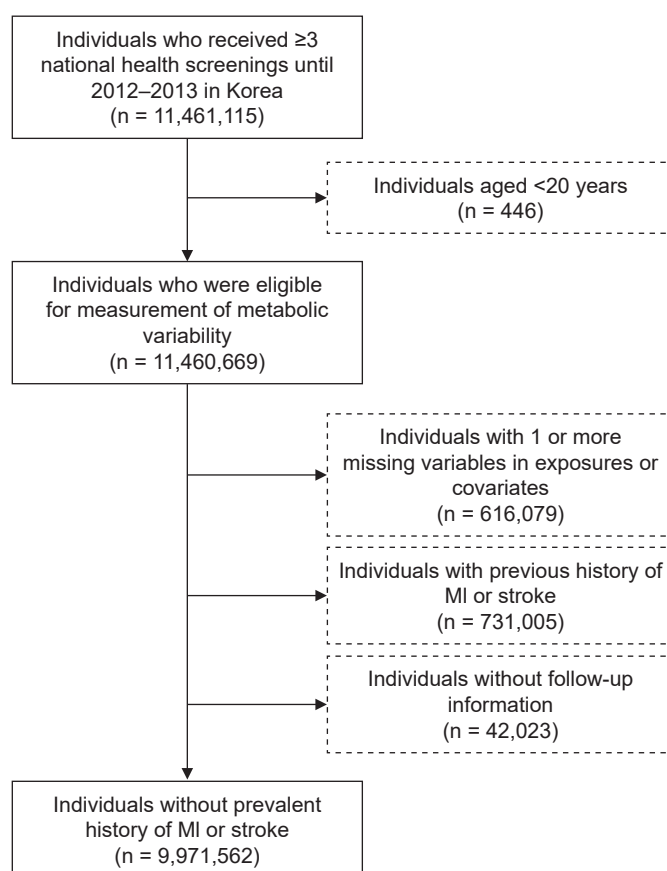 Individuals who received ≥3
national health screenings until
2012–2013 in Korea
(n = 11,461,115)
Individuals aged <20 years
(n = 446)
Individuals who were eligible
for measurement of metabolic
variability
(n = 11,460,669)
Individuals with 1 or more
missing variables in exposures or
covariates
(n = 616,079)
Individuals with previous history of
MI or stroke
(n = 731,005)
Individuals without follow-up
information
(n = 42,023)
Individuals without prevalent
history of MI or stroke
(n = 9,971,562)